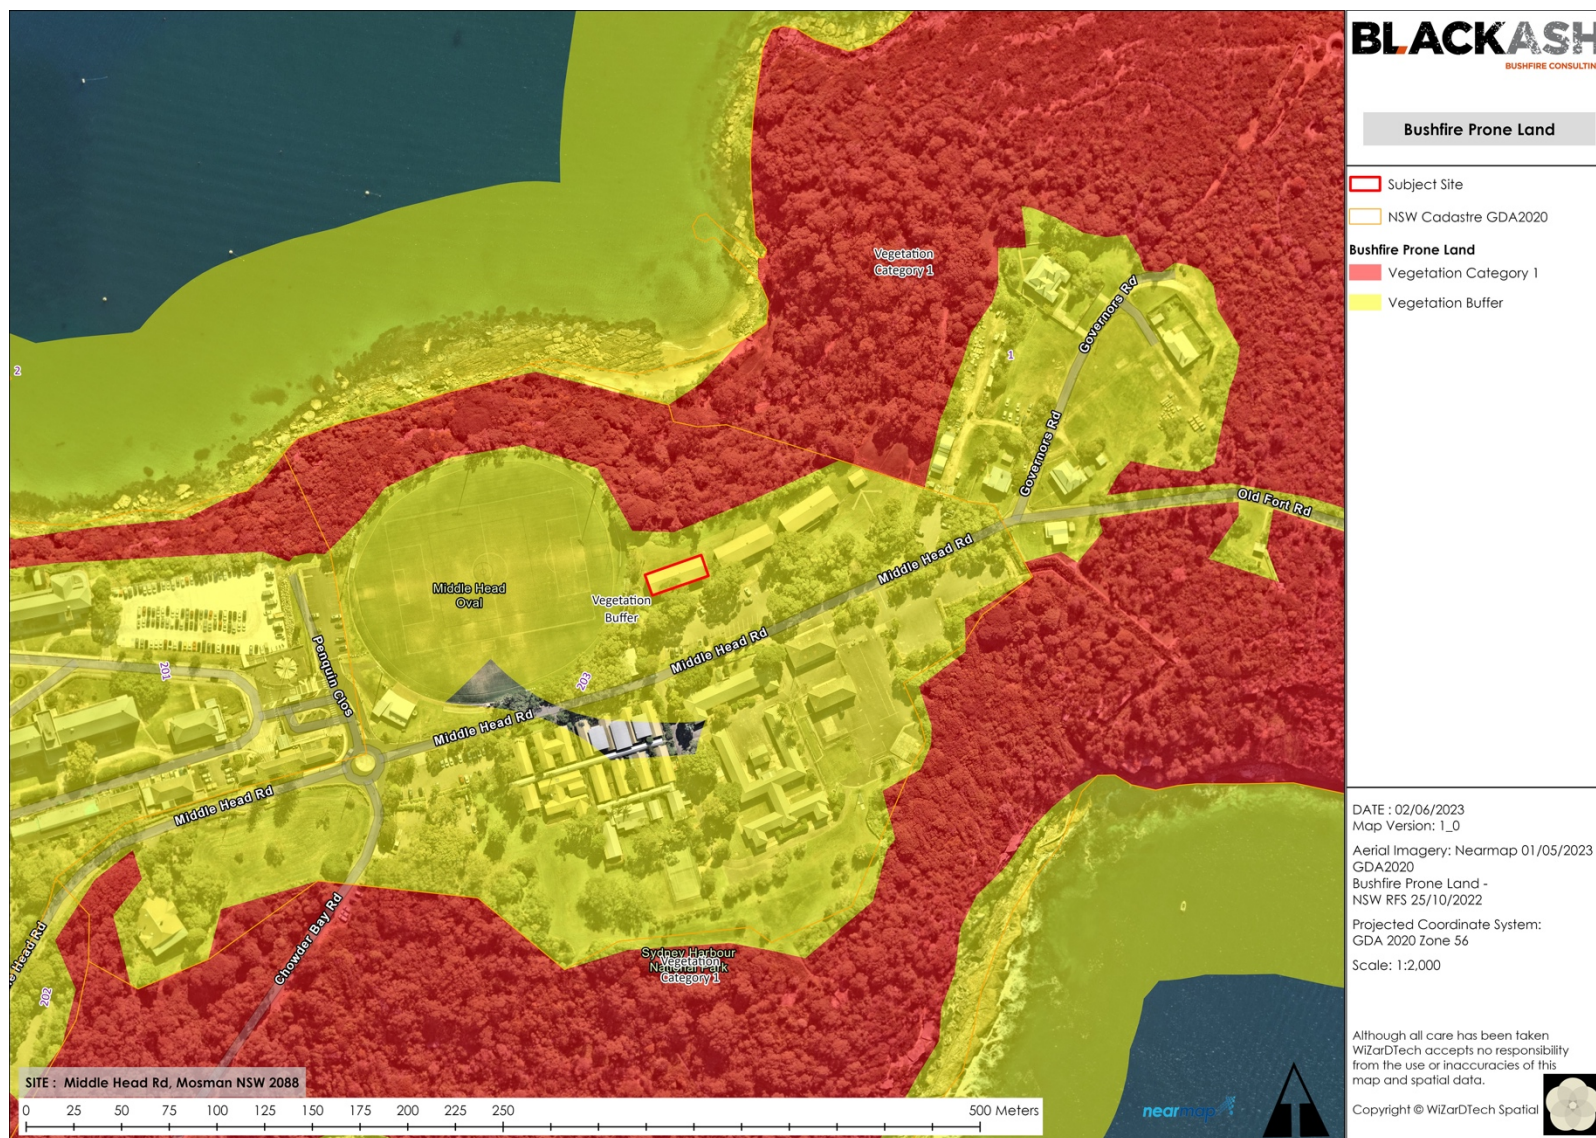 BLACKASH
BUSHFIRE CONSULTIN
Bushfire Prone Land
Subject Site
NSW Cadastre GDA2020
Bushfire Prone Land
Vegetation Category 1
Vegetation Buffer
Vegetation
Category 1
Governors Rd
1
2
Governors Rd
Old Fort Rd
Middle Head Rd
Middle Head
Oval
Vegetation
Buffer
Middle Head Rd
Penquin Clos
201
203
Middle Head Rd
Middle Head Rd
Chowder Bay Rd
Head Rd
202
Sydney Harbour
National Park
Vegetation
Category 1
SITE : Middle Head Rd, Mosman NSW 2088
0 25 50 75 100 125 150 175 200 225 250 500 Meters
nearmap
DATE : 02/06/2023
Map Version: 1_0
Aerial Imagery: Nearmap 01/05/2023
GDA2020
Bushfire Prone Land -
NSW RFS 25/10/2022
Projected Coordinate System:
GDA 2020 Zone 56
Scale: 1:2,000
Although all care has been taken
WiZarDTech accepts no responsibility
from the use or inaccuracies of this
map and spatial data.
Copyright © WiZarDTech Spatial